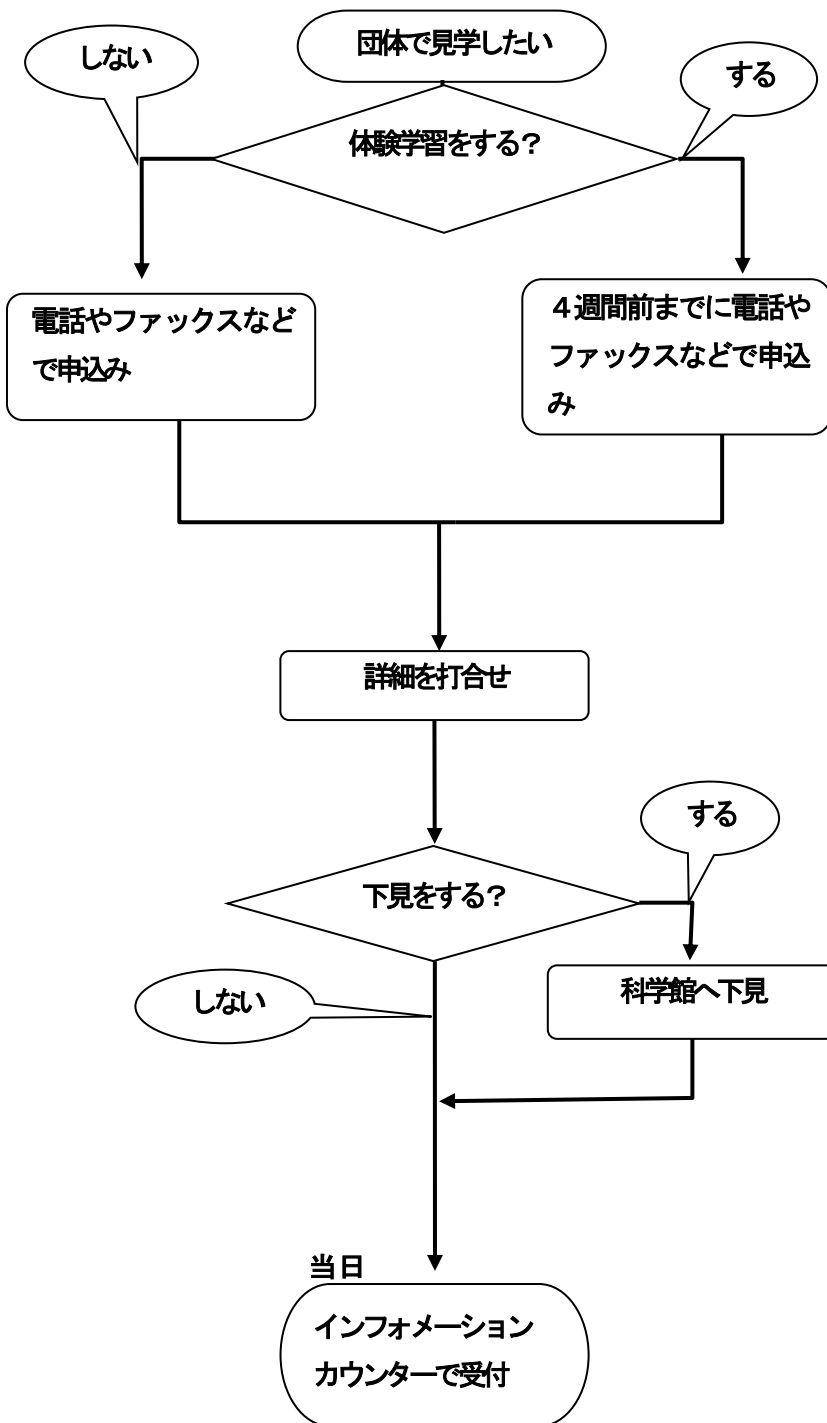 団体で見学したい
しない
する
体験学習をする？
電話やファックスなど
で申込み
４週間前までに電話や
ファックスなどで申込
み
詳細を打合せ
する
下見をする？
しない
科学館へ下見
当日
インフォメーション
カウンターで受付